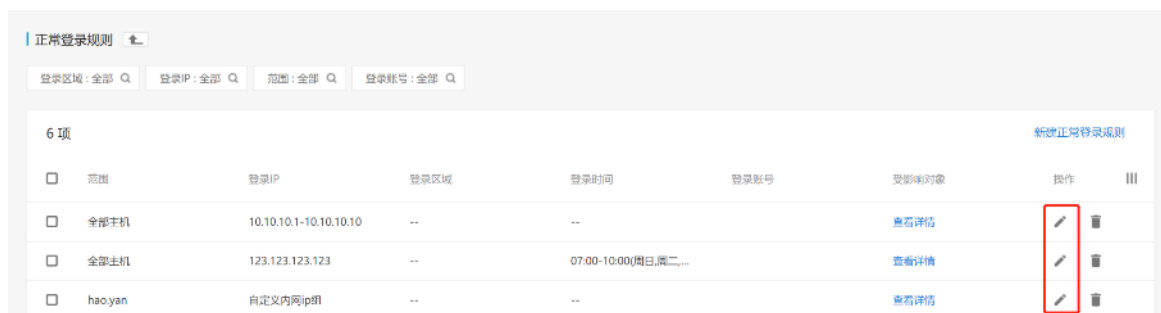 正常登录规则
登录区域 : 全部 登录IP : 全部 范围 : 全部 登录账号 : 全部
6 项 新建正常登录规则
范围 登录IP 登录区域 登录时间 登录账号 受影响对象 操作
全部主机 10.10.10.1-10.10.10.10 -- -- 查看详情
全部主机 123.123.123.123 -- 07:00-10:00(周日,周二,... 查看详情
hao.yan 自定义内网ip组 -- -- 查看详情